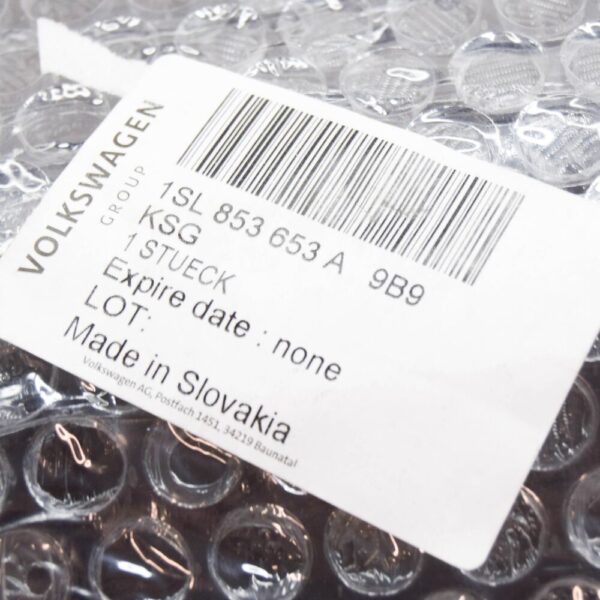 VOLKSWAGEN
GROUP
1SL 853 653 A 9B9
KSG
1 STUECK
Expire date : none
LOT:
Made in Slovakia
Volkswagen AG, Postfach 1451, 34219 Baunatal